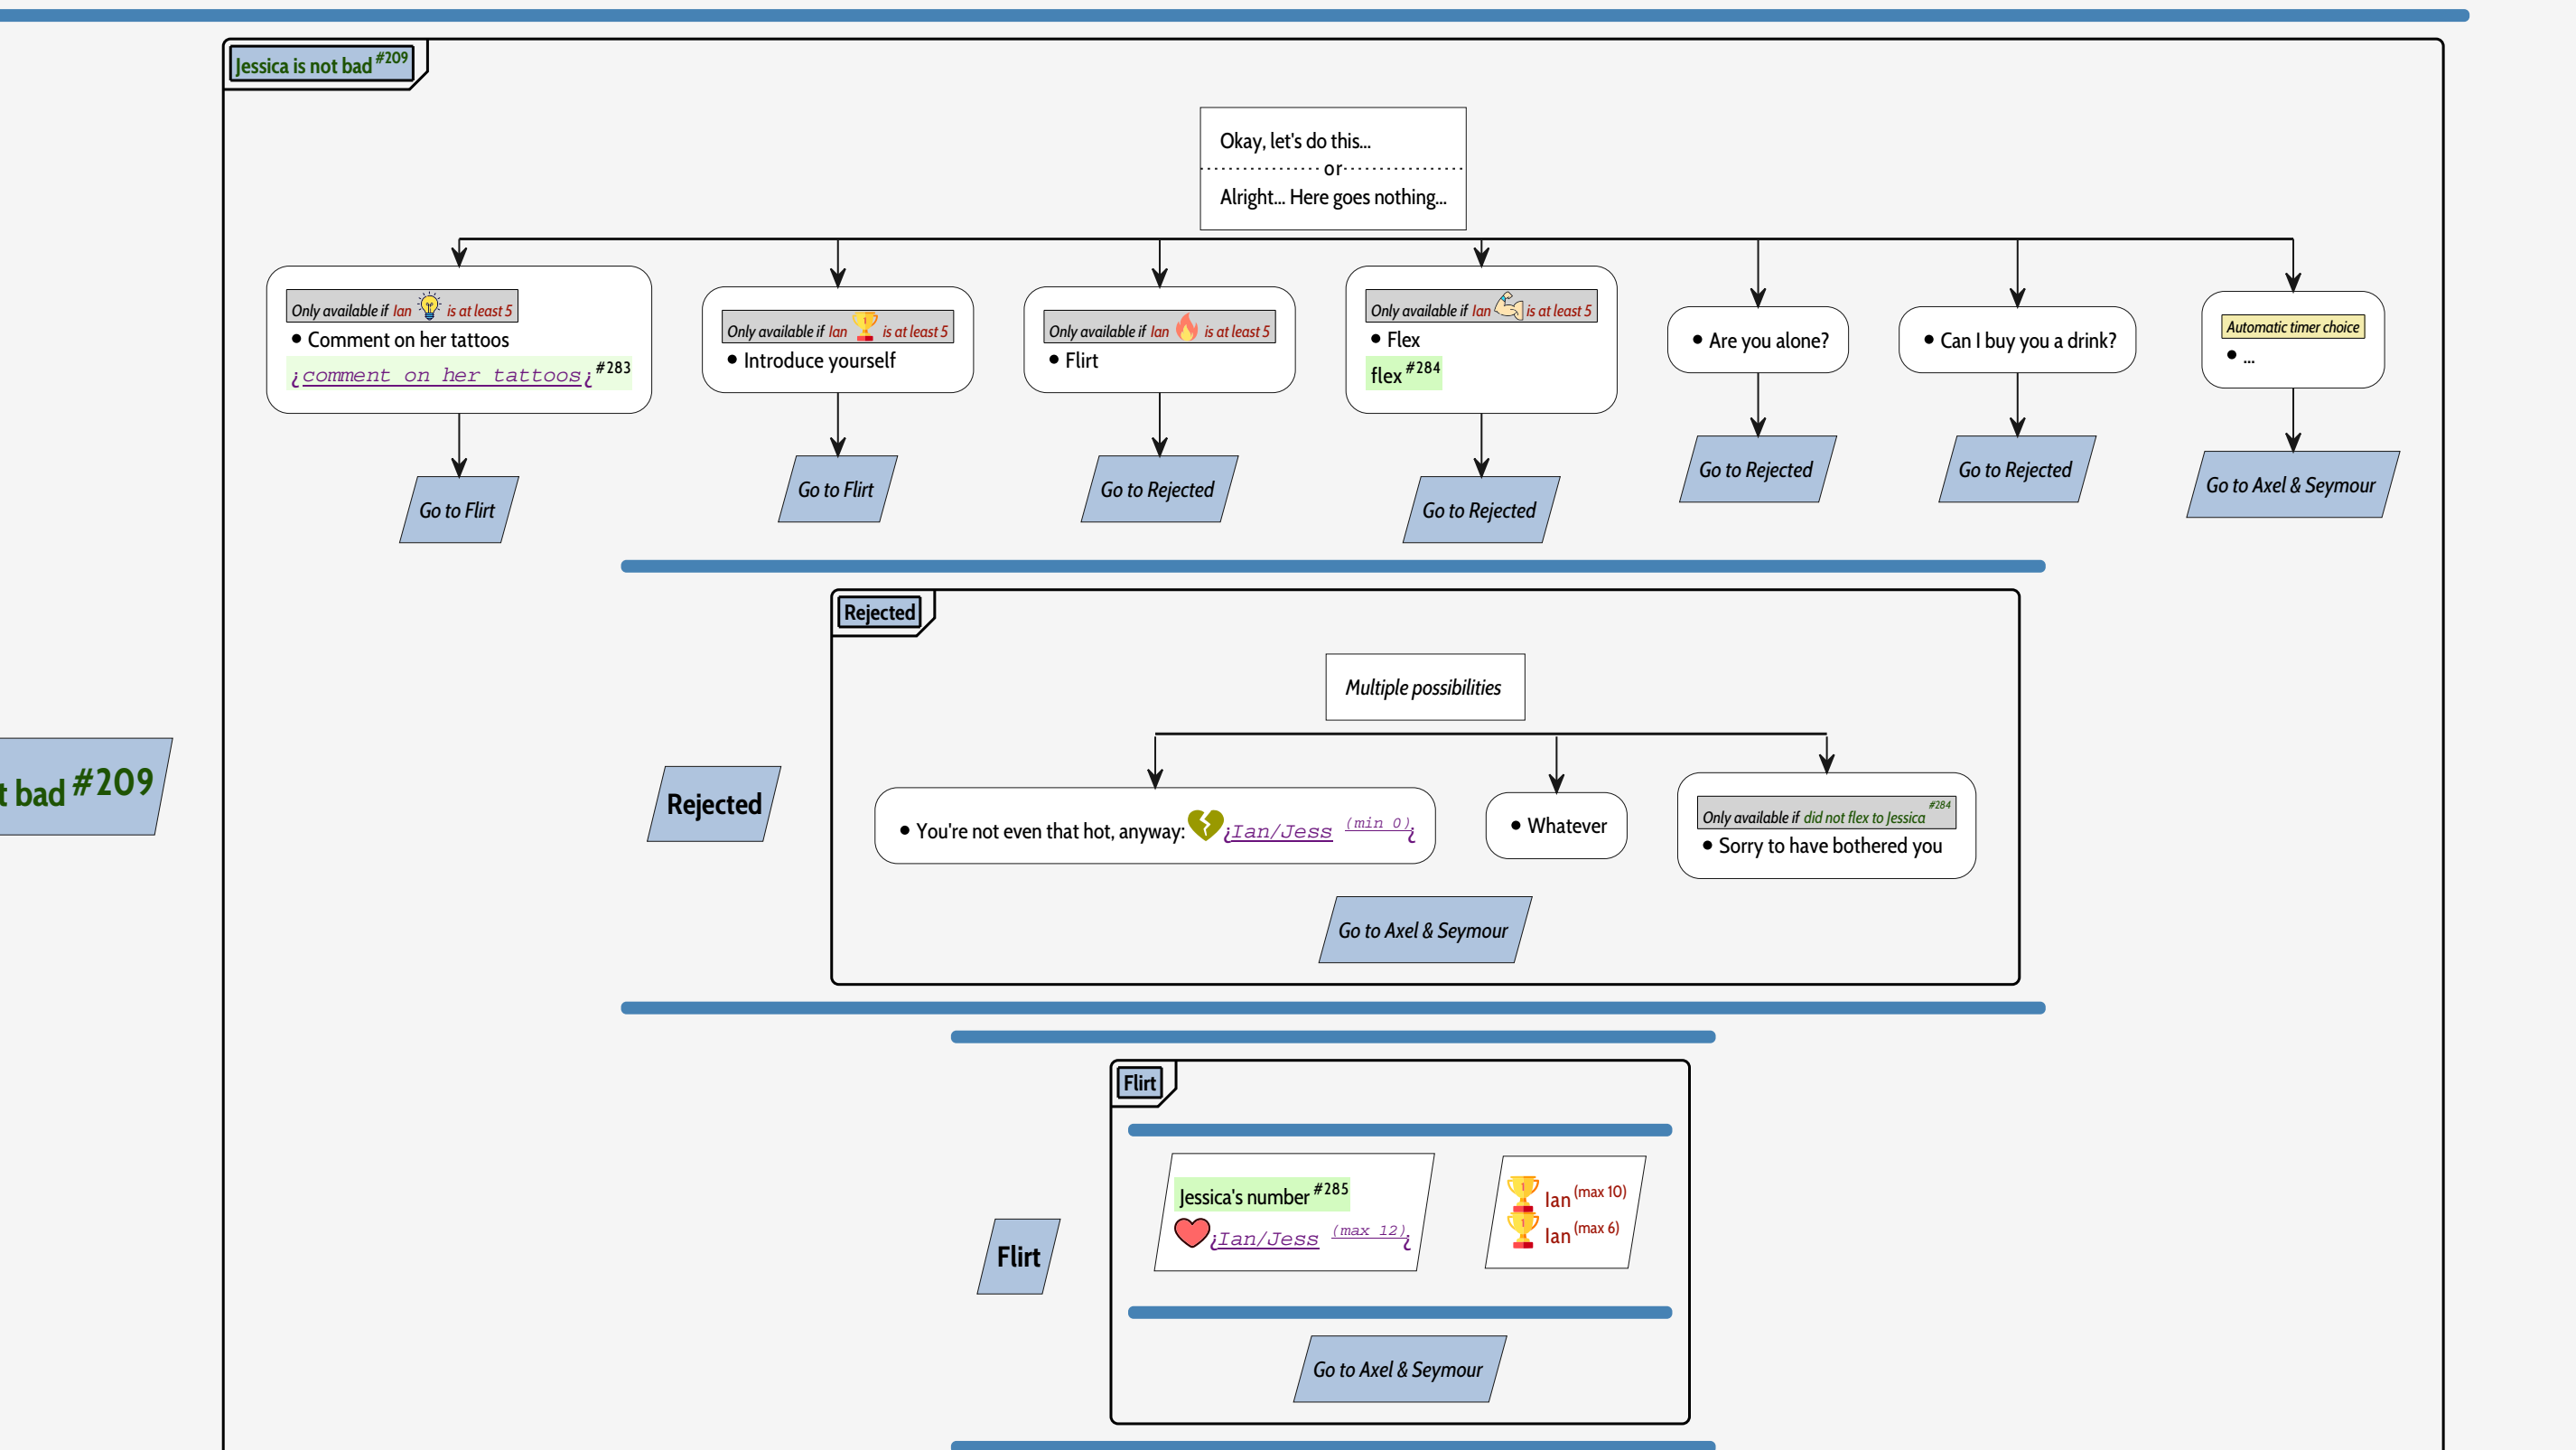 Jessica is not bad #209
Okay, let's do this...
or
Alright... Here goes nothing...
Only available if Ian is at least 5
• Comment on her tattoos
¿comment on her tattoos¿ #283
Only available if Ian is at least 5
• Introduce yourself
Only available if Ian is at least 5
• Flirt
Only available if Ian is at least 5
• Flex
flex #284
• Are you alone?
• Can I buy you a drink?
Automatic timer choice
• ...
Go to Flirt
Go to Flirt
Go to Rejected
Go to Rejected
Go to Rejected
Go to Rejected
Go to Axel & Seymour
Rejected
Multiple possibilities
t bad #209
Rejected
• You're not even that hot, anyway: ¿Ian/Jess (min 0)¿
• Whatever
Only available if did not flex to Jessica #284
• Sorry to have bothered you
Go to Axel & Seymour
Flirt
Flirt
Jessica's number #285
¿Ian/Jess (max 12)¿
1 Ian (max 10)
1 Ian (max 6)
Go to Axel & Seymour